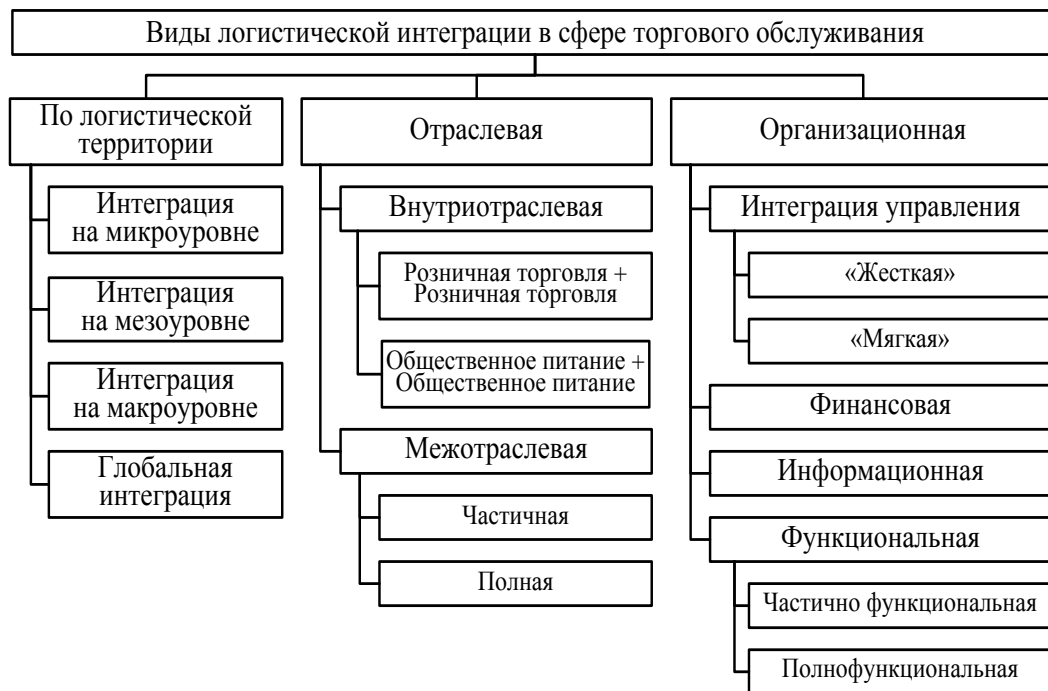 Виды логистической интеграции в сфере торгового обслуживания
По логистической
территории
Интеграция
на микроуровне
Интеграция
на мезоуровне
Интеграция
на макроуровне
Глобальная
интеграция
Отраслевая
Внутриотраслевая
Розничная торговля +
Розничная торговля
Общественное питание +
Общественное питание
Межотраслевая
Частичная
Полная
Организационная
Интеграция управления
«Жесткая»
«Мягкая»
Финансовая
Информационная
Функциональная
Частично функциональная
Полнофункциональная